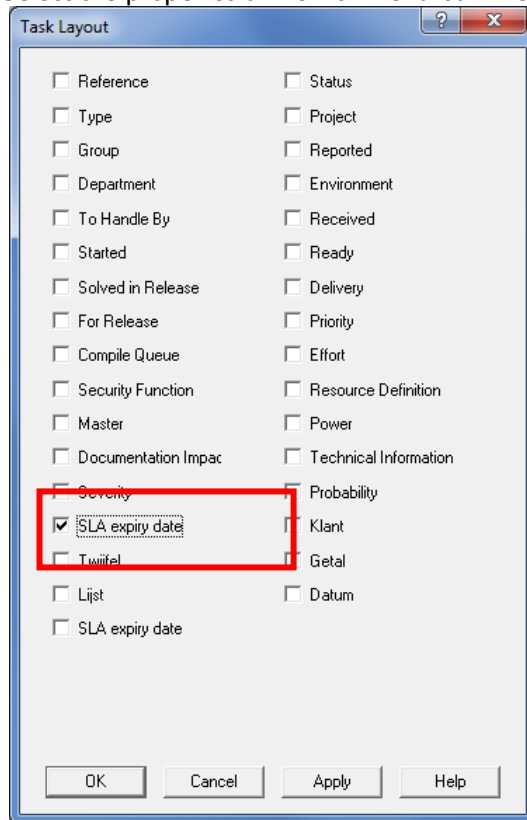 Task Layout
Reference
Status
Type
Project
Group
Reported
Department
Environment
To Handle By
Received
Started
Ready
Solved in Release
Delivery
For Release
Priority
Compile Queue
Effort
Security Function
Resource Definition
Master
Power
Documentation Impac
Technical Information
Severity
Probability
SLA expiry date
Klant
Twijfel
Getal
Lijst
Datum
SLA expiry date
OK Cancel Apply Help